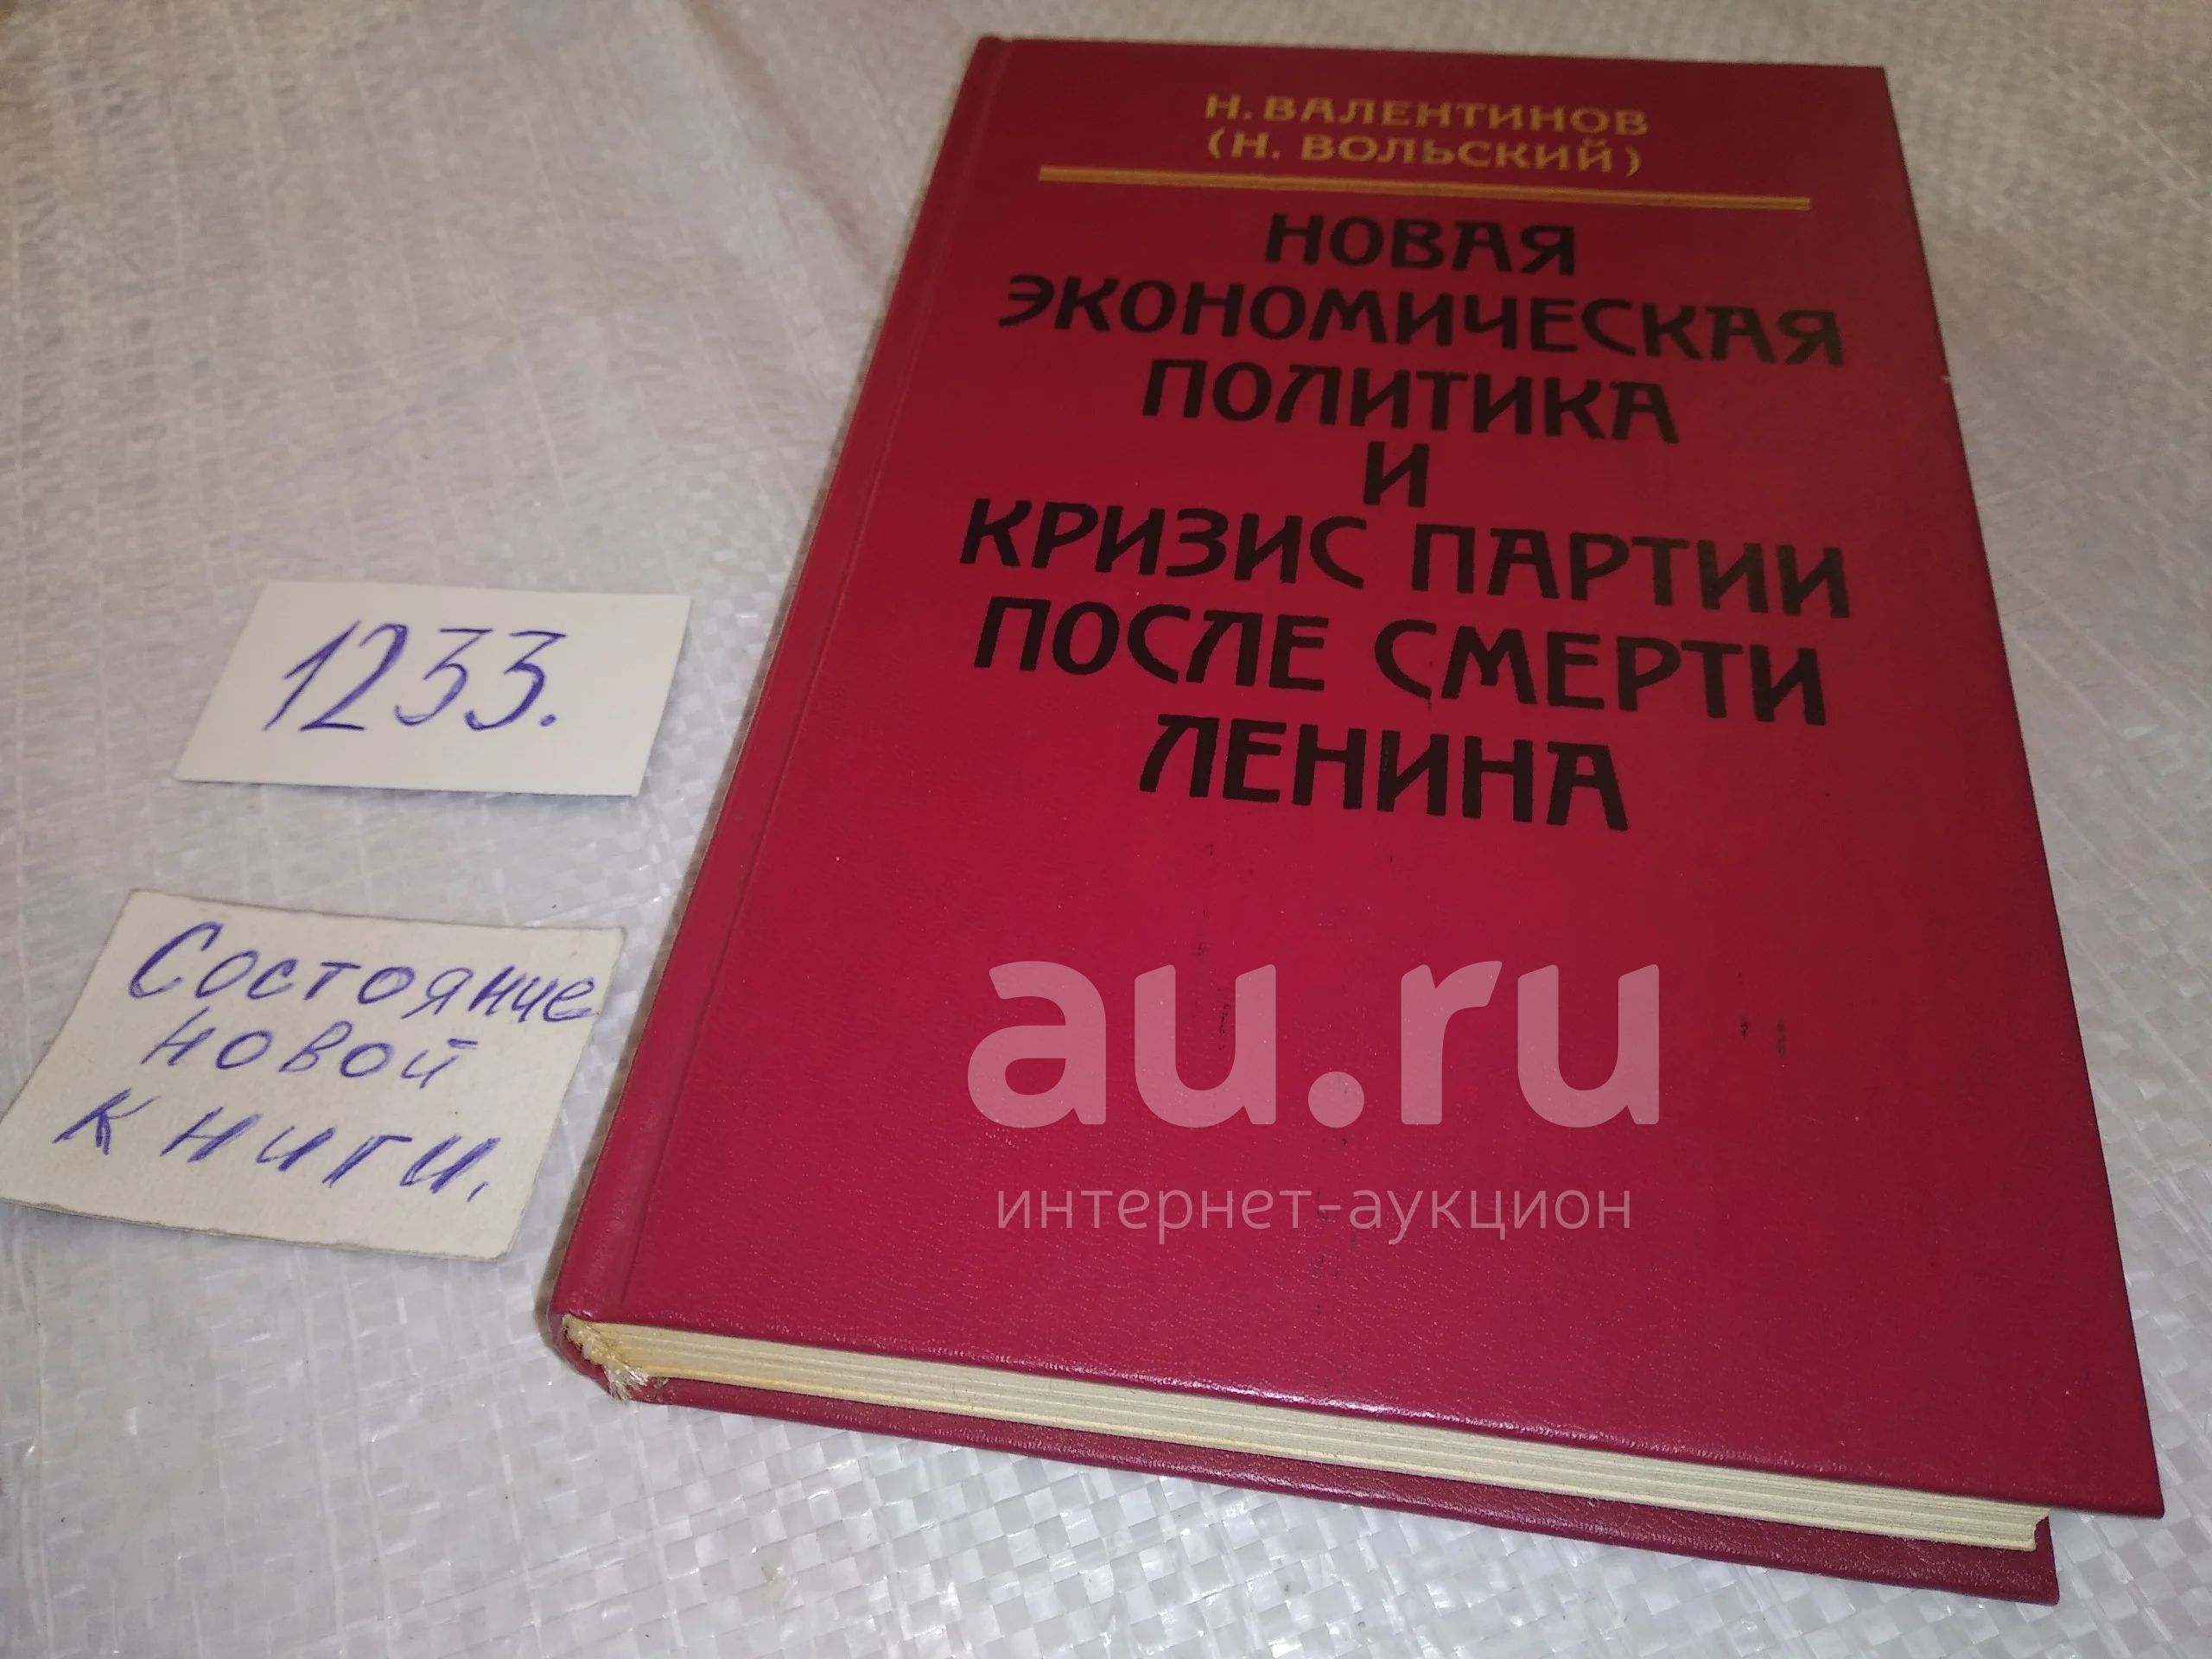 Н. ВАЛЕНТИНОВ
(Н. ВОЛЬСКИЙ)
НОВАЯ
ЭКОНОМИЧЕСКАЯ
ПОЛИТИКА
И
КРИЗИС ПАРТИИ
ПОСЛЕ СМЕРТИ
ЛЕНИНА
1233.
Состояние
новой
книги.
au.ru
интернет-аукцион